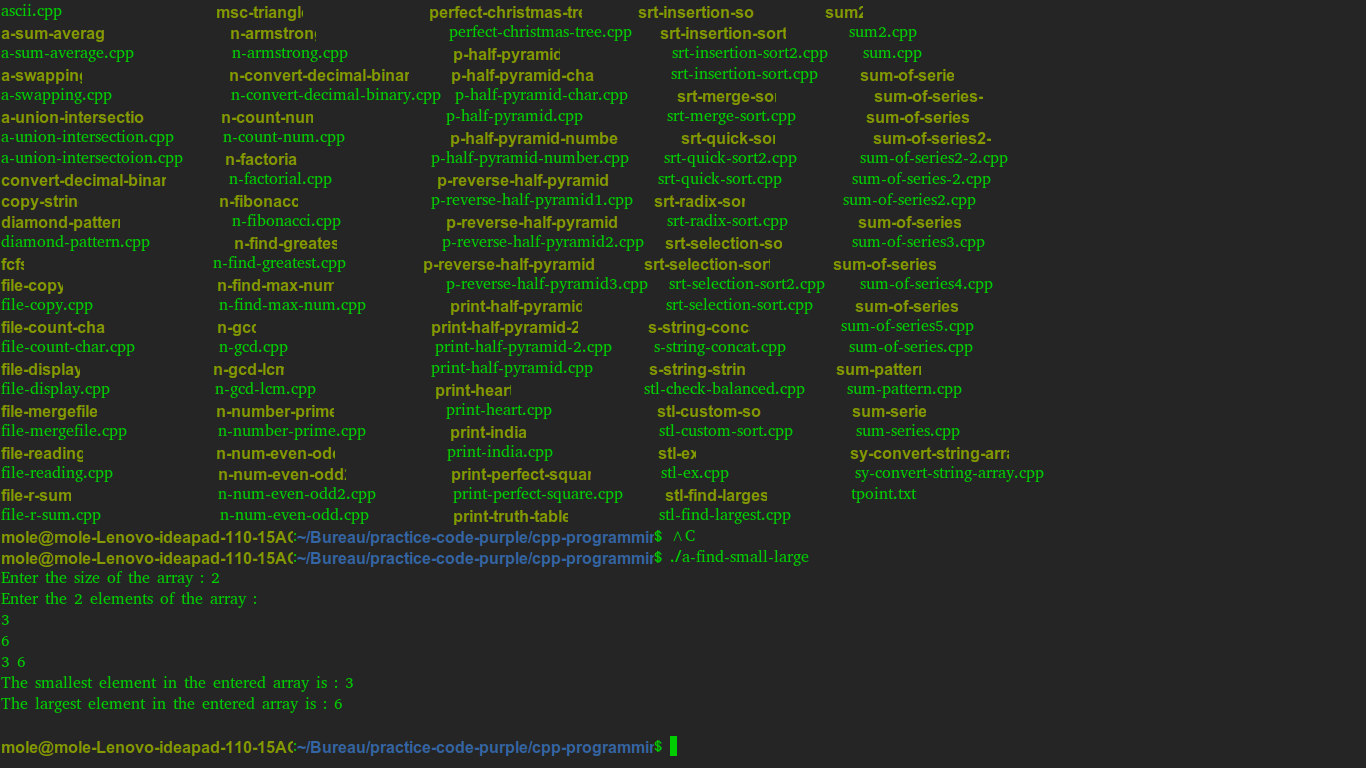 ascii.cpp msc-triangl perfect-christmas-tre srt-insertion-so sum2
a-sum-averag n-armstron perfect-christmas-tree.cpp srt-insertion-sort sum2.cpp
a-sum-average.cpp n-armstrong.cpp p-half-pyramid srt-insertion-sort2.cpp sum.cpp
a-swappin n-convert-decimal-binar p-half-pyramid-cha srt-insertion-sort.cpp sum-of-serie
a-swapping.cpp n-convert-decimal-binary.cpp p-half-pyramid-char.cpp srt-merge-so sum-of-series-
a-union-intersectio n-count-num p-half-pyramid.cpp srt-merge-sort.cpp sum-of-series
a-union-intersection.cpp n-count-num.cpp p-half-pyramid-numbe srt-quick-sor sum-of-series2-
a-union-intersectoion.cpp n-factoria p-half-pyramid-number.cpp srt-quick-sort2.cpp sum-of-series2-2.cpp
convert-decimal-binar n-factorial.cpp p-reverse-half-pyramid srt-quick-sort.cpp sum-of-series-2.cpp
copy-strin n-fibonacc p-reverse-half-pyramid1.cpp srt-radix-sor sum-of-series2.cpp
diamond-patter n-fibonacci.cpp p-reverse-half-pyramid srt-radix-sort.cpp sum-of-series
diamond-pattern.cpp n-find-greates p-reverse-half-pyramid2.cpp srt-selection-so sum-of-series3.cpp
fcfs n-find-greatest.cpp p-reverse-half-pyramid srt-selection-sort sum-of-series
file-copy n-find-max-num p-reverse-half-pyramid3.cpp srt-selection-sort2.cpp sum-of-series4.cpp
file-copy.cpp n-find-max-num.cpp print-half-pyramid srt-selection-sort.cpp sum-of-series
file-count-cha n-gcd print-half-pyramid-2 s-string-conc sum-of-series5.cpp
file-count-char.cpp n-gcd.cpp print-half-pyramid-2.cpp s-string-concat.cpp sum-of-series.cpp
file-display n-gcd-lcm print-half-pyramid.cpp s-string-strin sum-pattern
file-display.cpp n-gcd-lcm.cpp print-heart stl-check-balanced.cpp sum-pattern.cpp
file-mergefile n-number-prime print-heart.cpp stl-custom-so sum-serie
file-mergefile.cpp n-number-prime.cpp print-india stl-custom-sort.cpp sum-series.cpp
file-reading n-num-even-odd print-india.cpp stl-ex sy-convert-string-arra
file-reading.cpp n-num-even-odd2 print-perfect-squar stl-ex.cpp sy-convert-string-array.cpp
file-r-sum n-num-even-odd2.cpp print-perfect-square.cpp stl-find-larges tpoint.txt
file-r-sum.cpp n-num-even-odd.cpp print-truth-table stl-find-largest.cpp
mole@mole-Lenovo-ideapad-110-15AC:~/Bureau/practice-code-purple/cpp-programmin$ ^C
mole@mole-Lenovo-ideapad-110-15AC:~/Bureau/practice-code-purple/cpp-programmin$ ./a-find-small-large
Enter the size of the array : 2
Enter the 2 elements of the array :
3
6
3 6
The smallest element in the entered array is : 3
The largest element in the entered array is : 6
mole@mole-Lenovo-ideapad-110-15AC:~/Bureau/practice-code-purple/cpp-programmin$